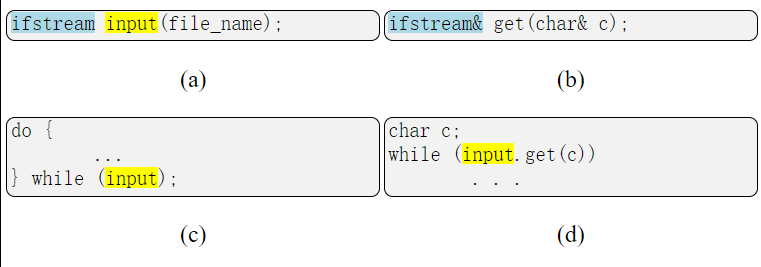 ifstream input(file_name);
ifstream& get(char& c);
(a)
(b)
do {
...
} while (input);
char c;
while (input.get(c))
. . .
(c)
(d)